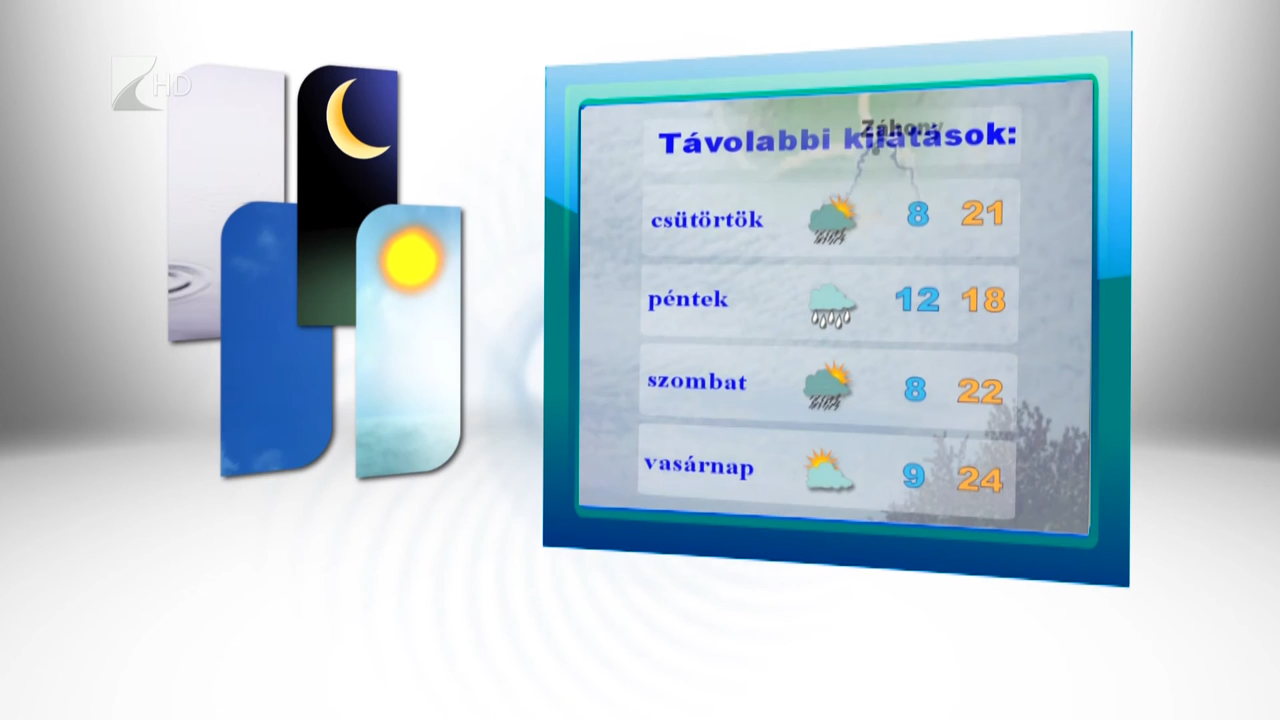 HD
Záhony
Távolabbi kilátások:
csütörtök 8 21
péntek 12 18
szombat 8 22
vasárnap 9 24